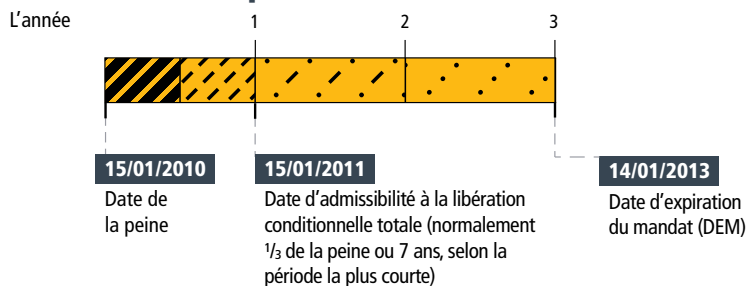 L'année
1
2
3
15/01/2010
Date de
la peine
15/01/2011
Date d'admissibilité à la libération
conditionnelle totale (normalement
1/3 de la peine ou 7 ans, selon la
période la plus courte)
14/01/2013
Date d'expiration
du mandat (DEM)